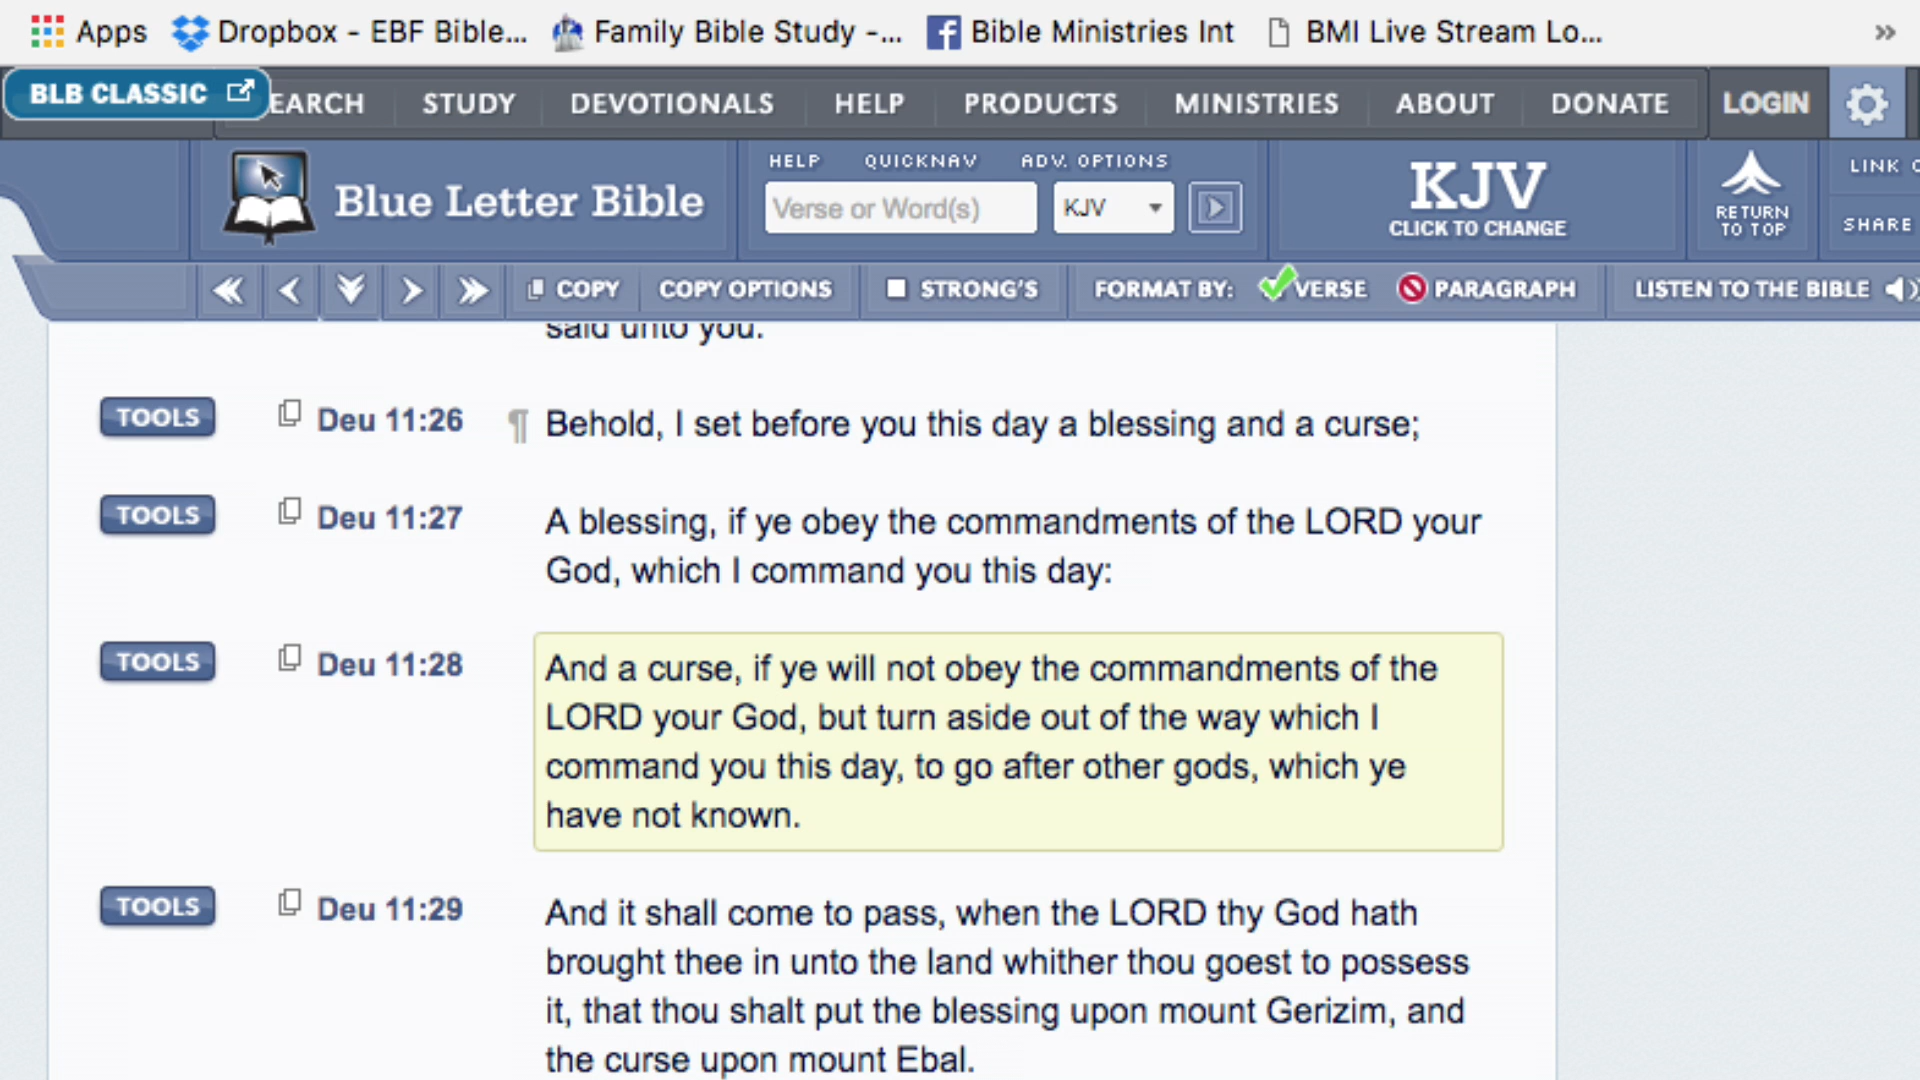 Apps Dropbox - EBF Bible... Family Bible Study -... Bible Ministries Int BMI Live Stream Lo... »
BLB CLASSIC EARCH STUDY DEVOTIONALS HELP PRODUCTS MINISTRIES ABOUT DONATE LOGIN
HELP QUICKNAV ADV. OPTIONS
Blue Letter Bible Verse or Word(s) KJV KJV
CLICK TO CHANGE
RETURN
TO TOP
LINK
SHARE
COPY COPY OPTIONS STRONG'S FORMAT BY: VERSE PARAGRAPH LISTEN TO THE BIBLE
said unto you.
TOOLS Deu 11:26 ¶ Behold, I set before you this day a blessing and a curse;
TOOLS Deu 11:27 A blessing, if ye obey the commandments of the LORD your
God, which I command you this day:
TOOLS Deu 11:28 And a curse, if ye will not obey the commandments of the
LORD your God, but turn aside out of the way which I
command you this day, to go after other gods, which ye
have not known.
TOOLS Deu 11:29 And it shall come to pass, when the LORD thy God hath
brought thee in unto the land whither thou goest to possess
it, that thou shalt put the blessing upon mount Gerizim, and
the curse upon mount Ebal.